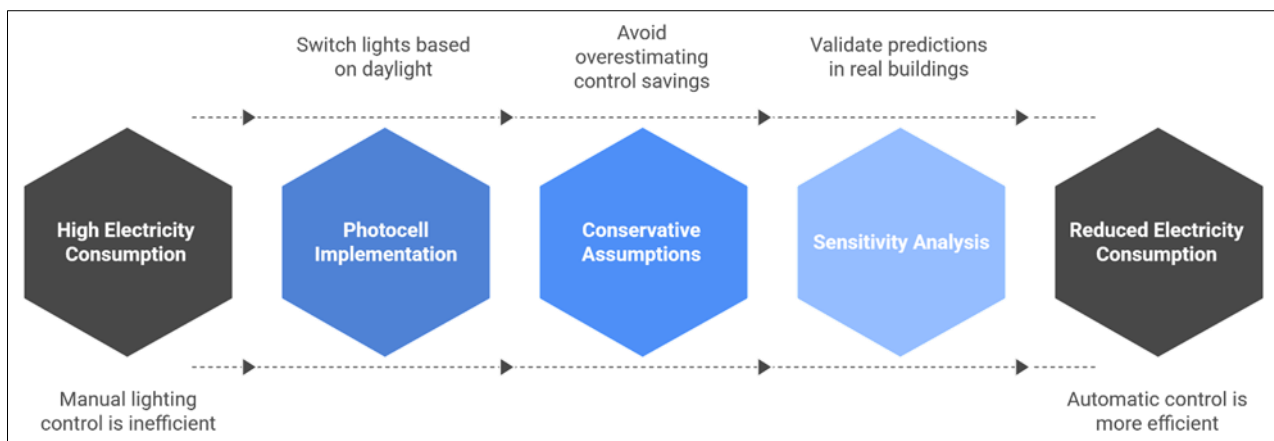 Switch lights based
on daylight
Avoid
overestimating
control savings
Validate predictions
in real buildings
High Electricity
Consumption
Photocell
Implementation
Conservative
Assumptions
Sensitivity Analysis
Reduced Electricity
Consumption
Manual lighting
control is inefficient
Automatic control is
more efficient